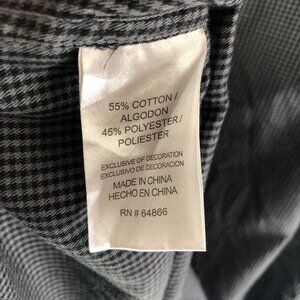 55% COTTON/
ALGODON
45% POLYESTER/
POLIESTER
EXCLUSIVE OF DECORATION
EXCLUSIVO DE DECORACION
MADE IN CHINA
HECHO EN CHINA
RN # 64866